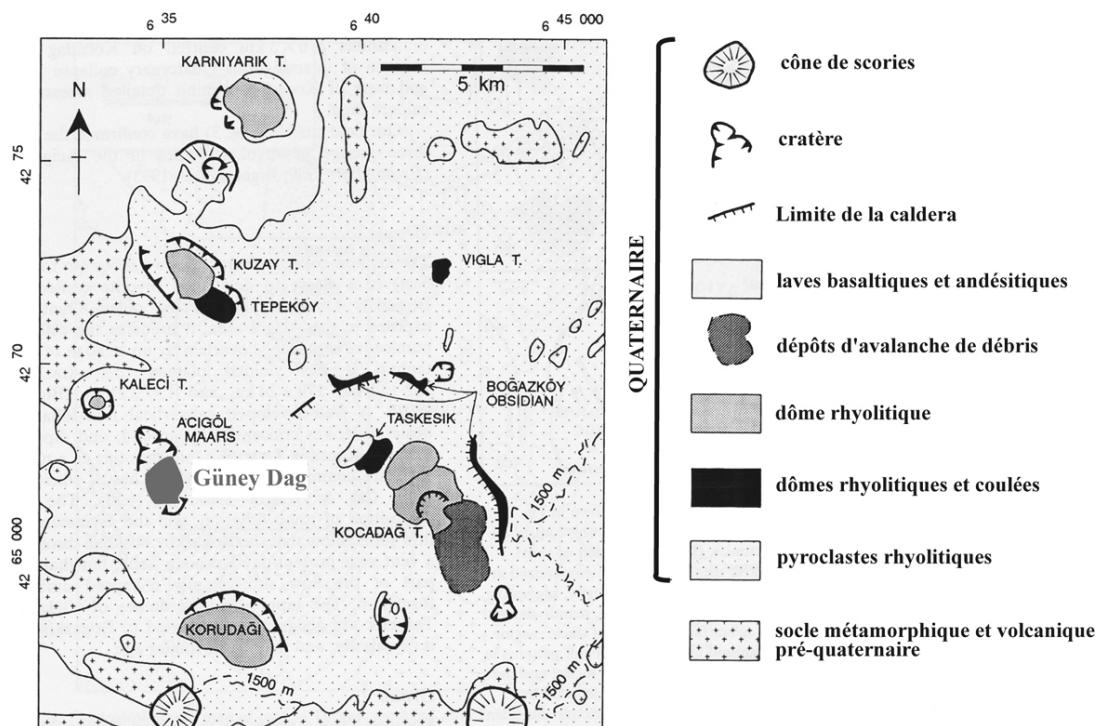 6 35
6 40
6 45 000
KARNIYARIK T.
5 km
N
42 75
KUZAY T.
VIGLA T.
TEPEKÖY
42 70
KALECİ T.
BOĞAZKÖY
OBSIDIAN
ACIGÖL
MAARS
TASKESIK
Güney Dag
1500 m
KOCADAĞ T.
42 65 000
KORUDAĞI
1500 m
1500 m
QUATERNAIRE
cône de scories
cratère
Limite de la caldera
laves basaltiques et andésitiques
dépôts d'avalanche de débris
dôme rhyolitique
dômes rhyolitiques et coulées
pyroclastes rhyolitiques
socle métamorphique et volcanique
pré-quaternaire